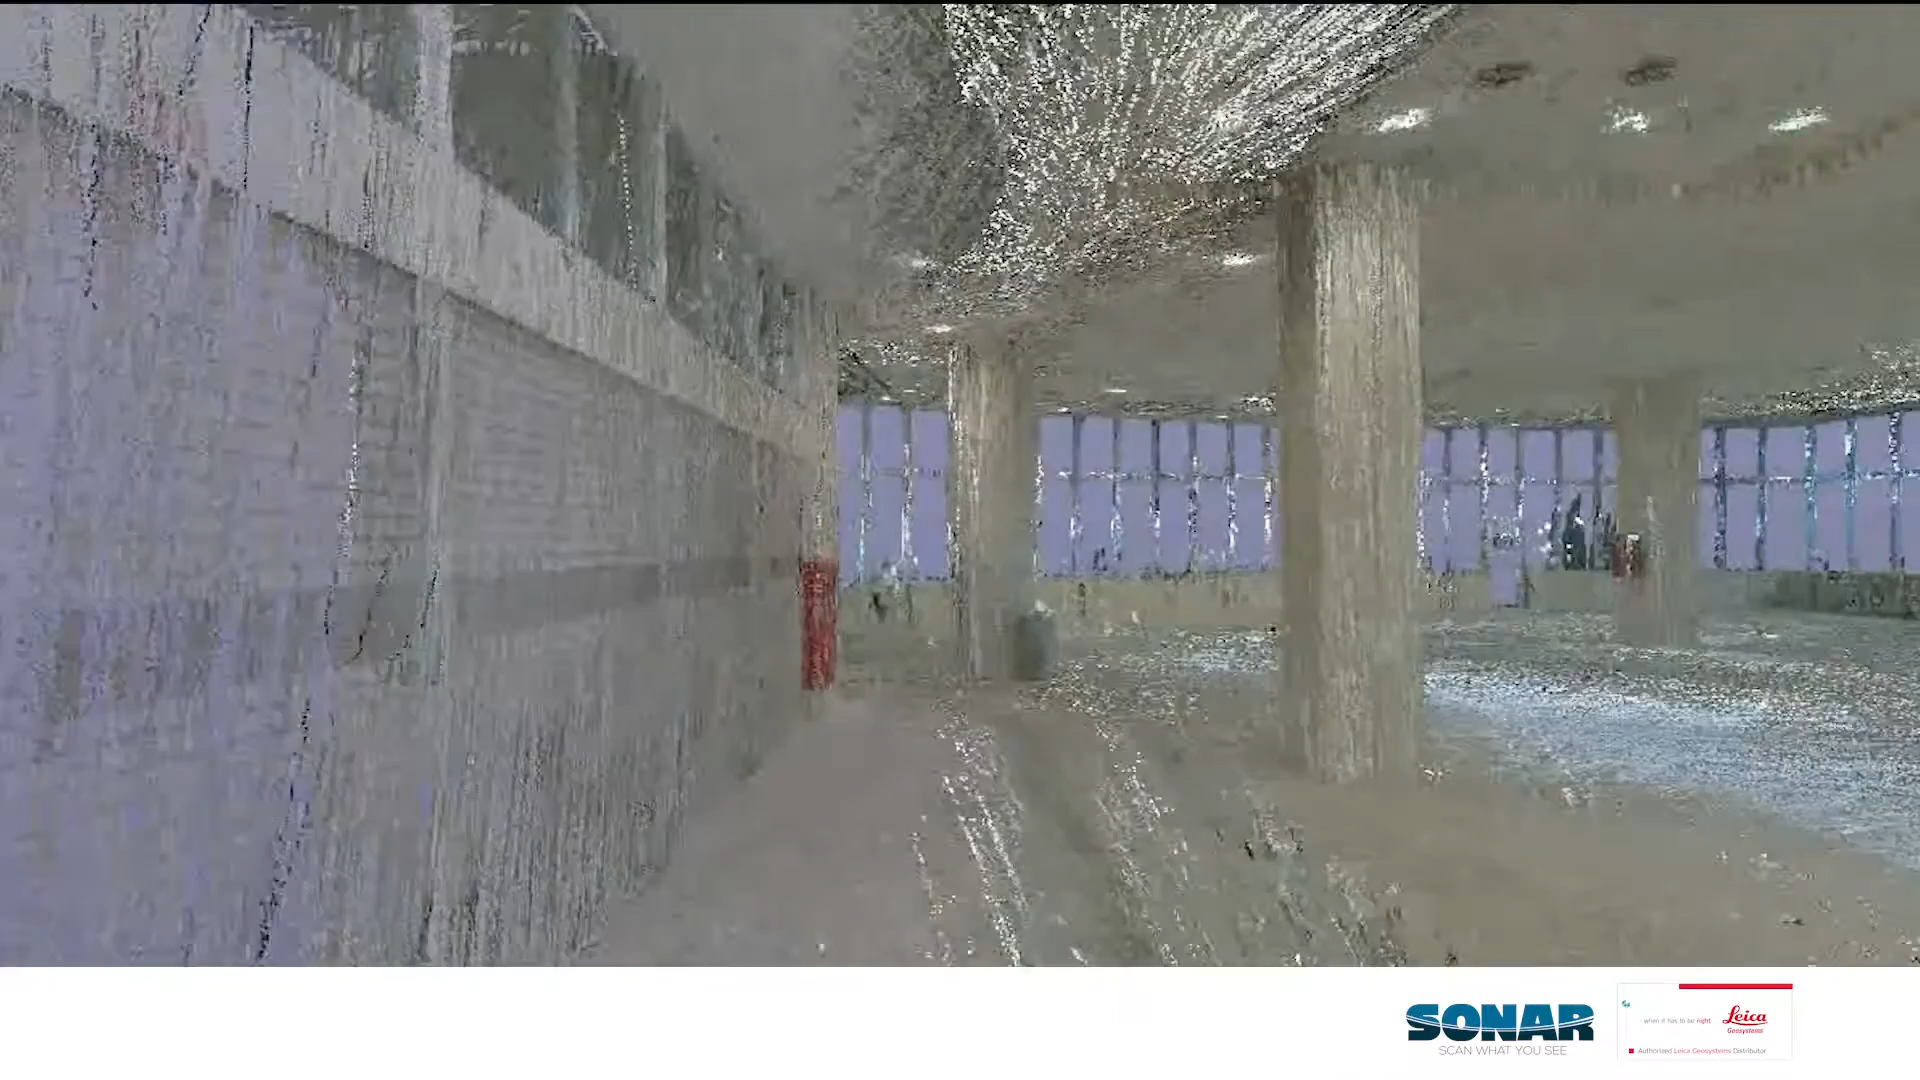 SONAR
SCAN WHAT YOU SEE
when it has to be right
Leica
Geosystems
Authorized Leica Geosystems Distributor